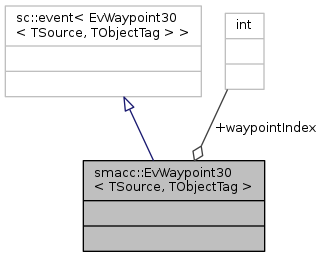 sc::event< EvWaypoint30
< TSource, TObjectTag > >
int
+waypointIndex
smacc::EvWaypoint30
< TSource, TObjectTag >